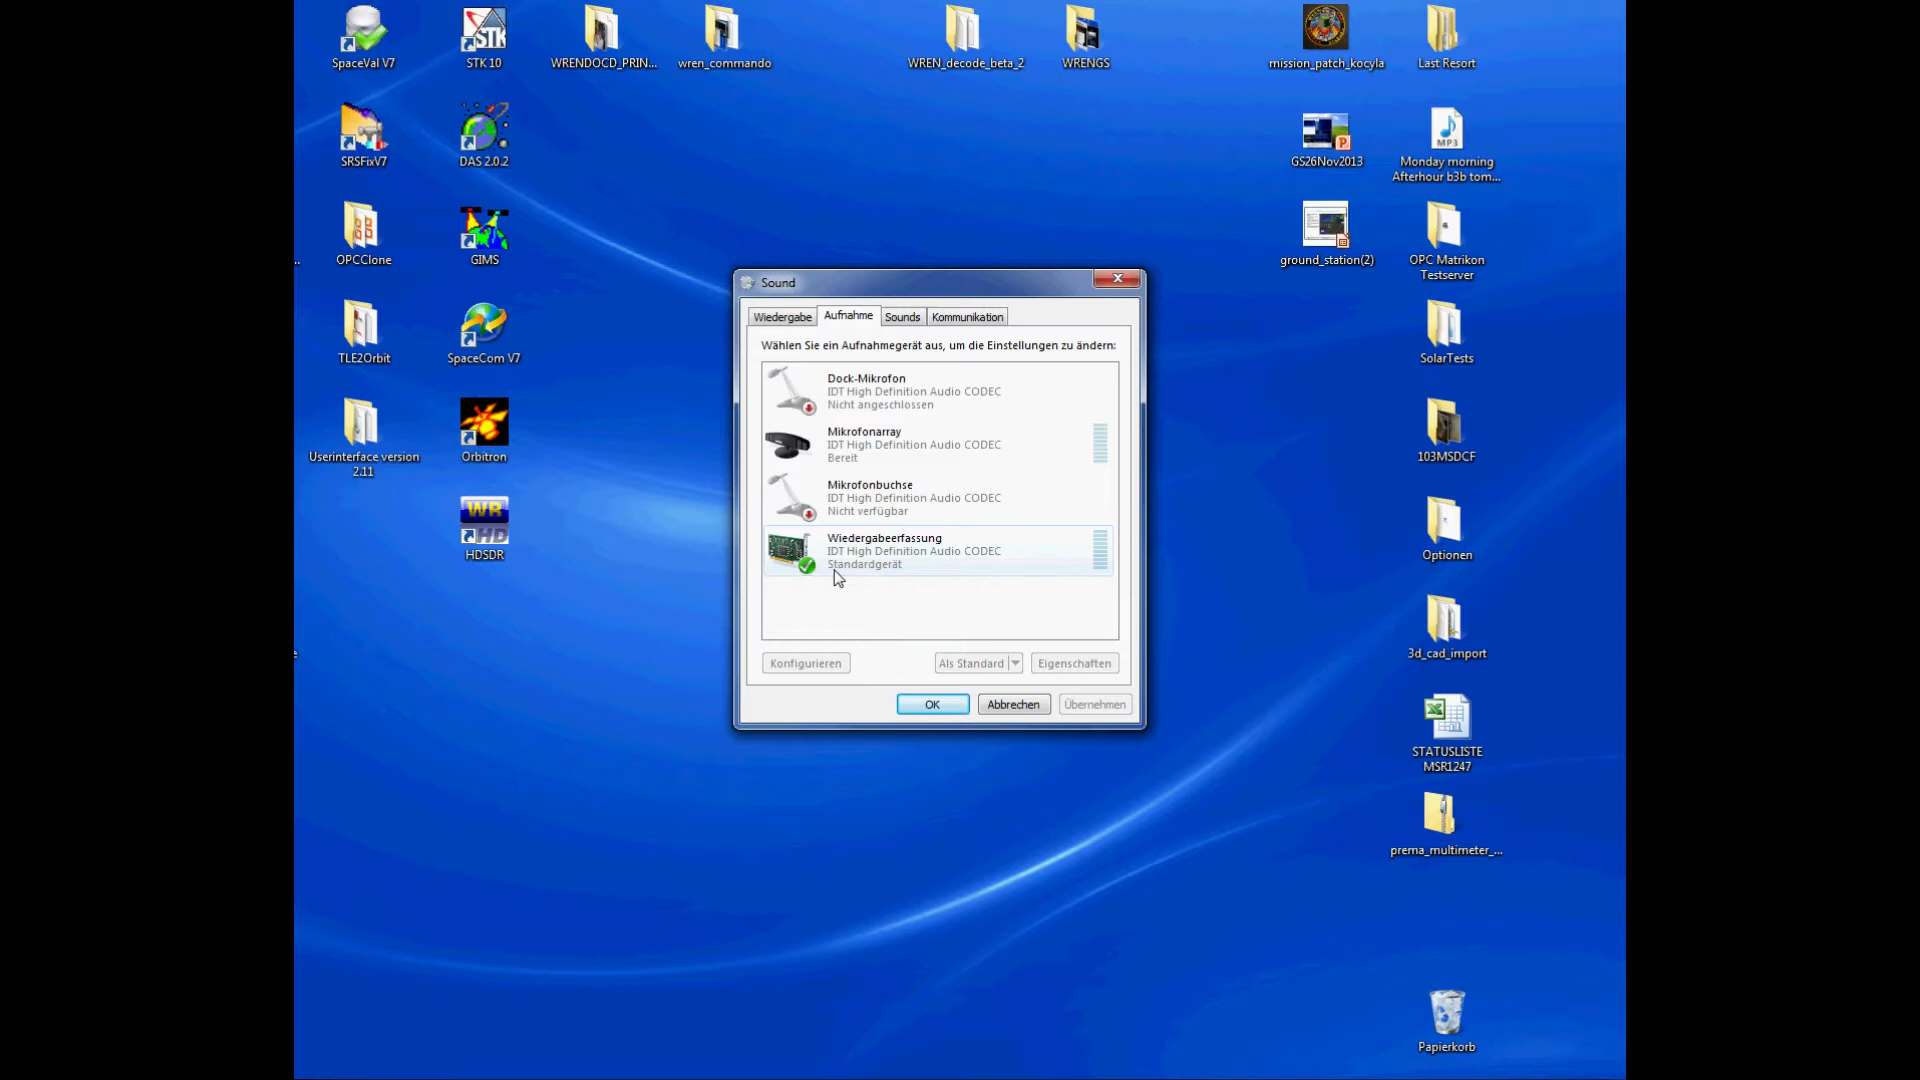 SpaceVal V7
STK 10
WRENDOCD_PRIN...
wren_commando
WREN_decode_beta_2
WRENGS
mission_patch_kocyla
Last Resort
SRSFixV7
DAS 2.0.2
GS26Nov2013
Monday morning
Afterhour b3b tom...
OPCClone
GIMS
ground_station(2)
OPC Matrikon
Testserver
TLE2Orbit
SpaceCom V7
SolarTests
Userinterface version
2.11
Orbitron
103MSDCF
HDSDR
Optionen
3d_cad_import
STATUSLISTE
MSR1247
prema_multimeter_...
Papierkorb
STK
WR
HD
MP3
Sound
Wiedergabe
Aufnahme
Sounds
Kommunikation
Wählen Sie ein Aufnahmegerät aus, um die Einstellungen zu ändern:
Dock-Mikrofon
IDT High Definition Audio CODEC
Nicht angeschlossen
Mikrofonarray
IDT High Definition Audio CODEC
Bereit
Mikrofonbuchse
IDT High Definition Audio CODEC
Nicht verfügbar
Wiedergabeerfassung
IDT High Definition Audio CODEC
Standardgerät
Konfigurieren
Als Standard
Eigenschaften
OK
Abbrechen
Übernehmen